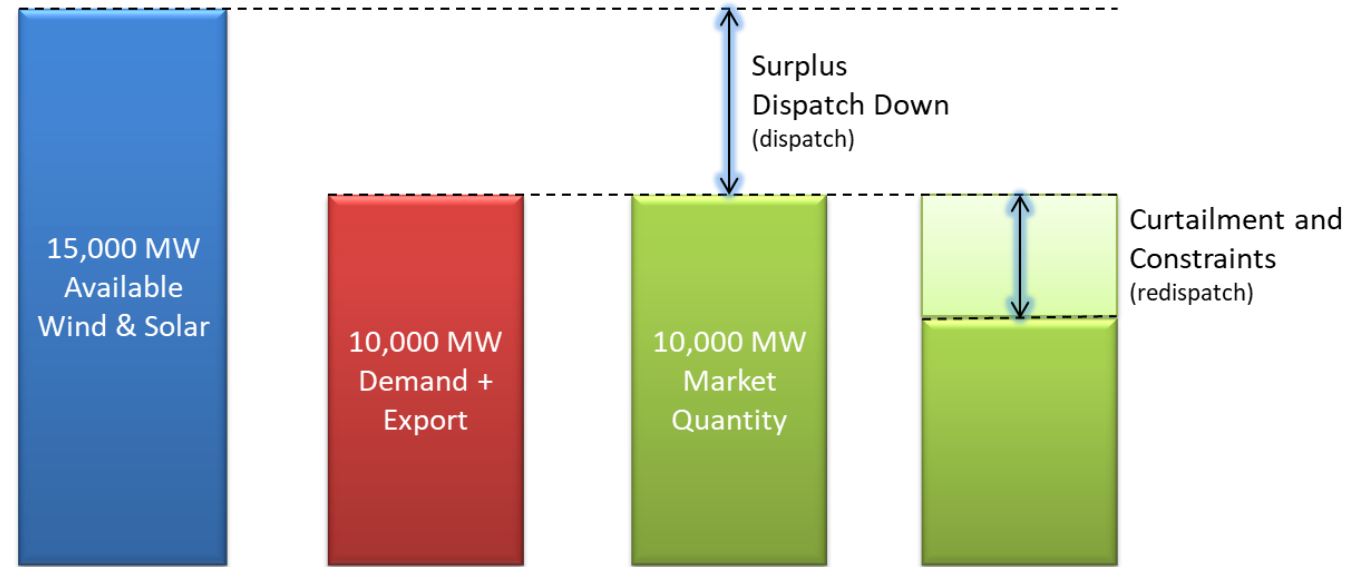 15,000 MW
Available
Wind & Solar
10,000 MW
Demand +
Export
10,000 MW
Market
Quantity
Surplus
Dispatch Down
(dispatch)
Curtailment and
Constraints
(redispatch)